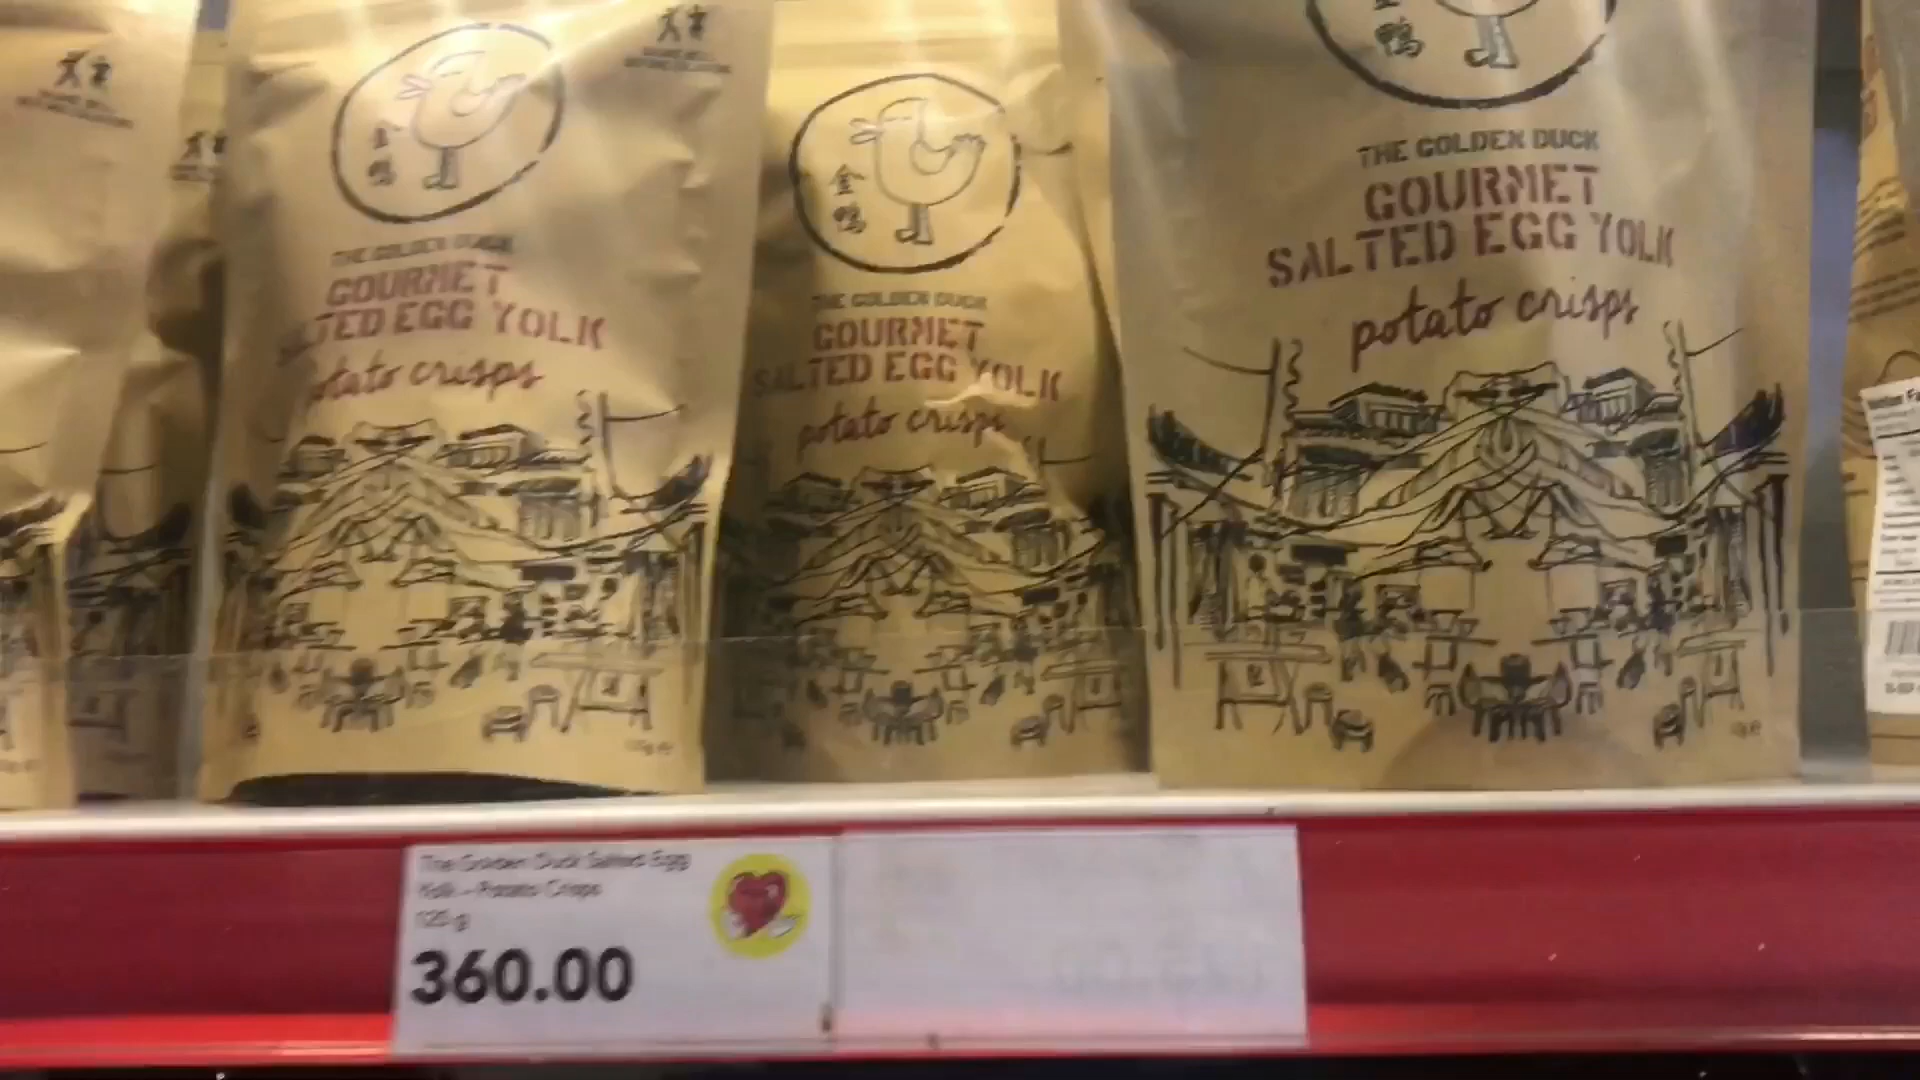 金
鴨
THE GOLDEN DUCK
GOURMET
SALTED EGG YOLK
potato crisps
金
鴨
THE GOLDEN DUCK
GOURMET
SALTED EGG YOLK
potato crisps
鴨
THE GOLDEN DUCK
GOURMET
SALTED EGG YOLK
potato crisps
The Golden Duck Salted Egg
Yolk - Potato Crisps
125 g
360.00